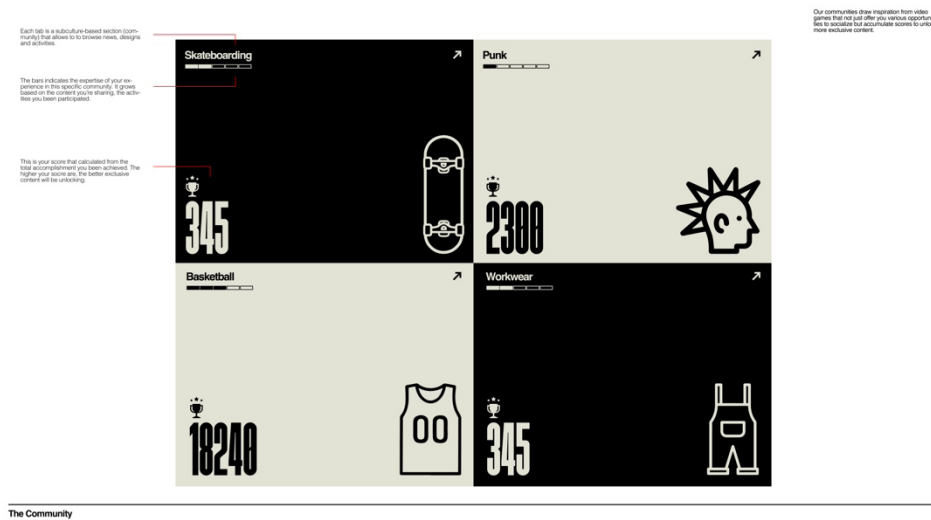 Our communities draw inspiration from video
games that not just offer you various opportun
ties to socialize but accumulate scores to unlo
more exclusive content.
Each tab is a subculture-based section (com-
munity) that allows to to browse news, designs
and activities.
The bars indicates the expertise of your ex-
perience in this specific community. It grows
based on the content you're sharing, the activ-
ities you been participated.
This is your score that calculated from the
total accomplishment you been achieved. The
higher your socre are, the better exclusive
content will be unlocking.
Skateboarding
345
Punk
2300
Basketball
18240
00
Workwear
345
The Community